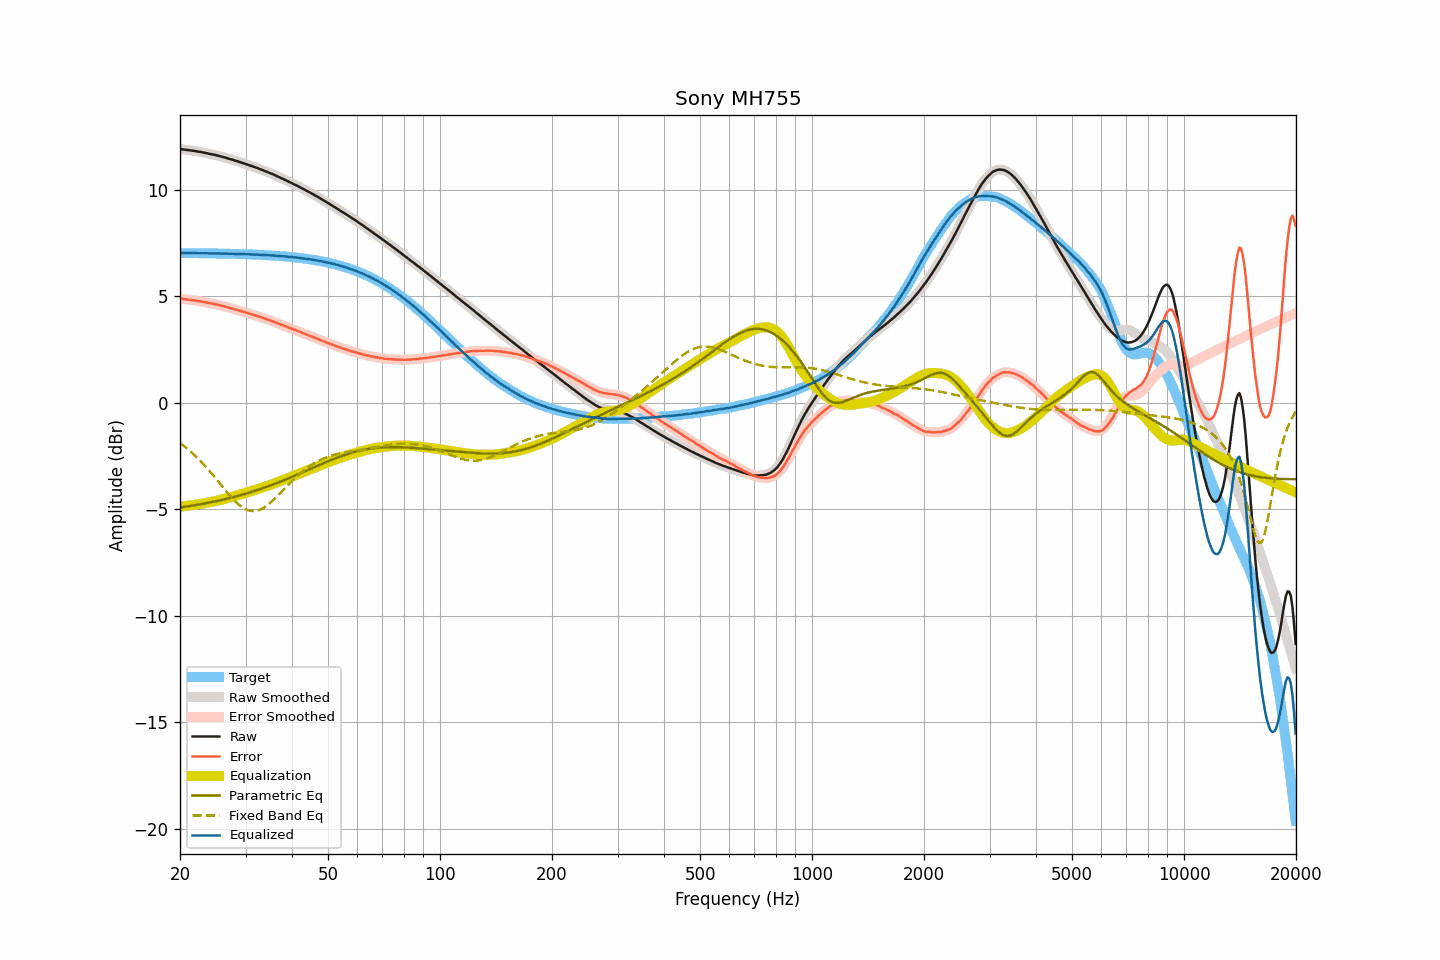 Sony MH755
Amplitude (dBr)
10
5
0
−5
−10
−15
−20
Target
Raw Smoothed
Error Smoothed
Raw
Error
Equalization
Parametric Eq
Fixed Band Eq
Equalized
20 50 100 200 500 1000 2000 5000 10000 20000
Frequency (Hz)